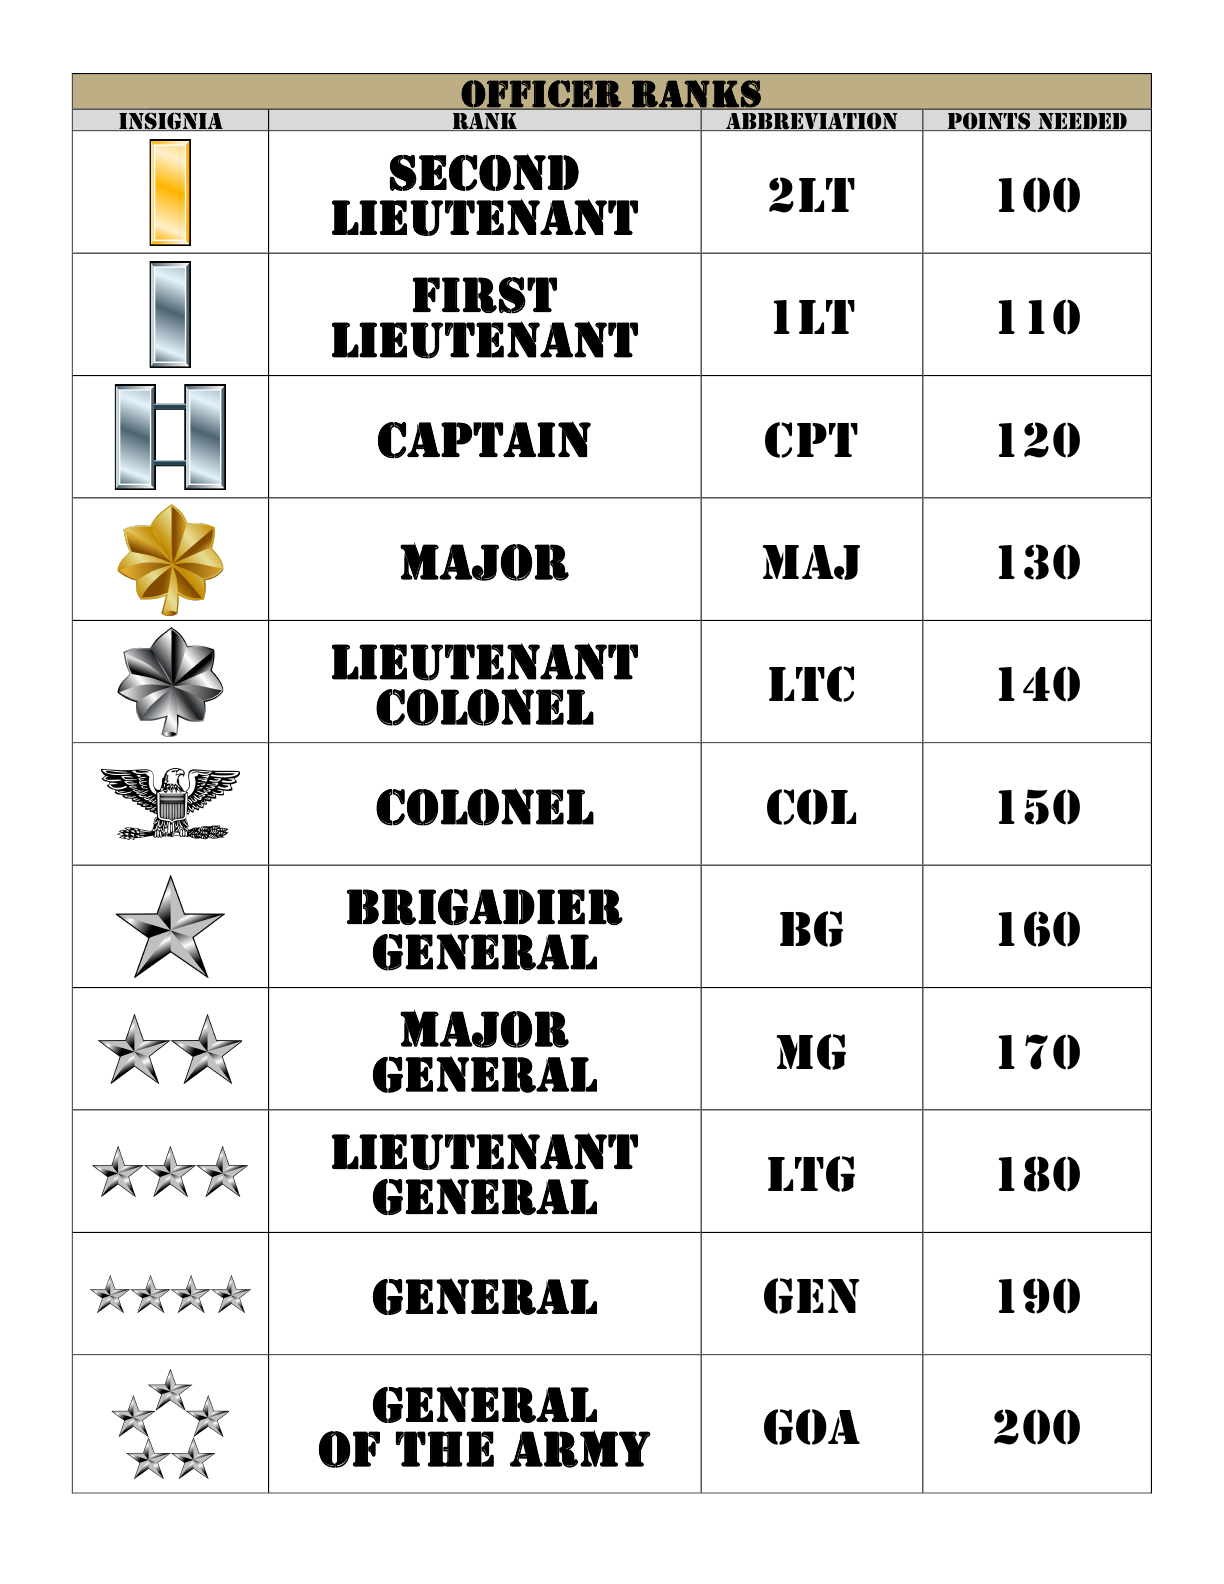 OFFICER RANKS
INSIGNIA RANK ABBREVIATION POINTS NEEDED
SECOND
LIEUTENANT
2LT
100
FIRST
LIEUTENANT
1LT
110
CAPTAIN
CPT
120
MAJOR
MAJ
130
LIEUTENANT
COLONEL
LTC
140
COLONEL
COL
150
BRIGADIER
GENERAL
BG
160
MAJOR
GENERAL
MG
170
LIEUTENANT
GENERAL
LTG
180
GENERAL
GEN
190
GENERAL
OF THE ARMY
GOA
200